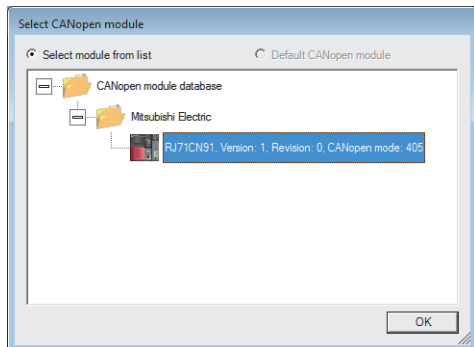 Select CANopen module
Select module from list
Default CANopen module
CANopen module database
Mitsubishi Electric
RJ71CN91, Version: 1, Revision: 0, CANopen mode: 405
OK